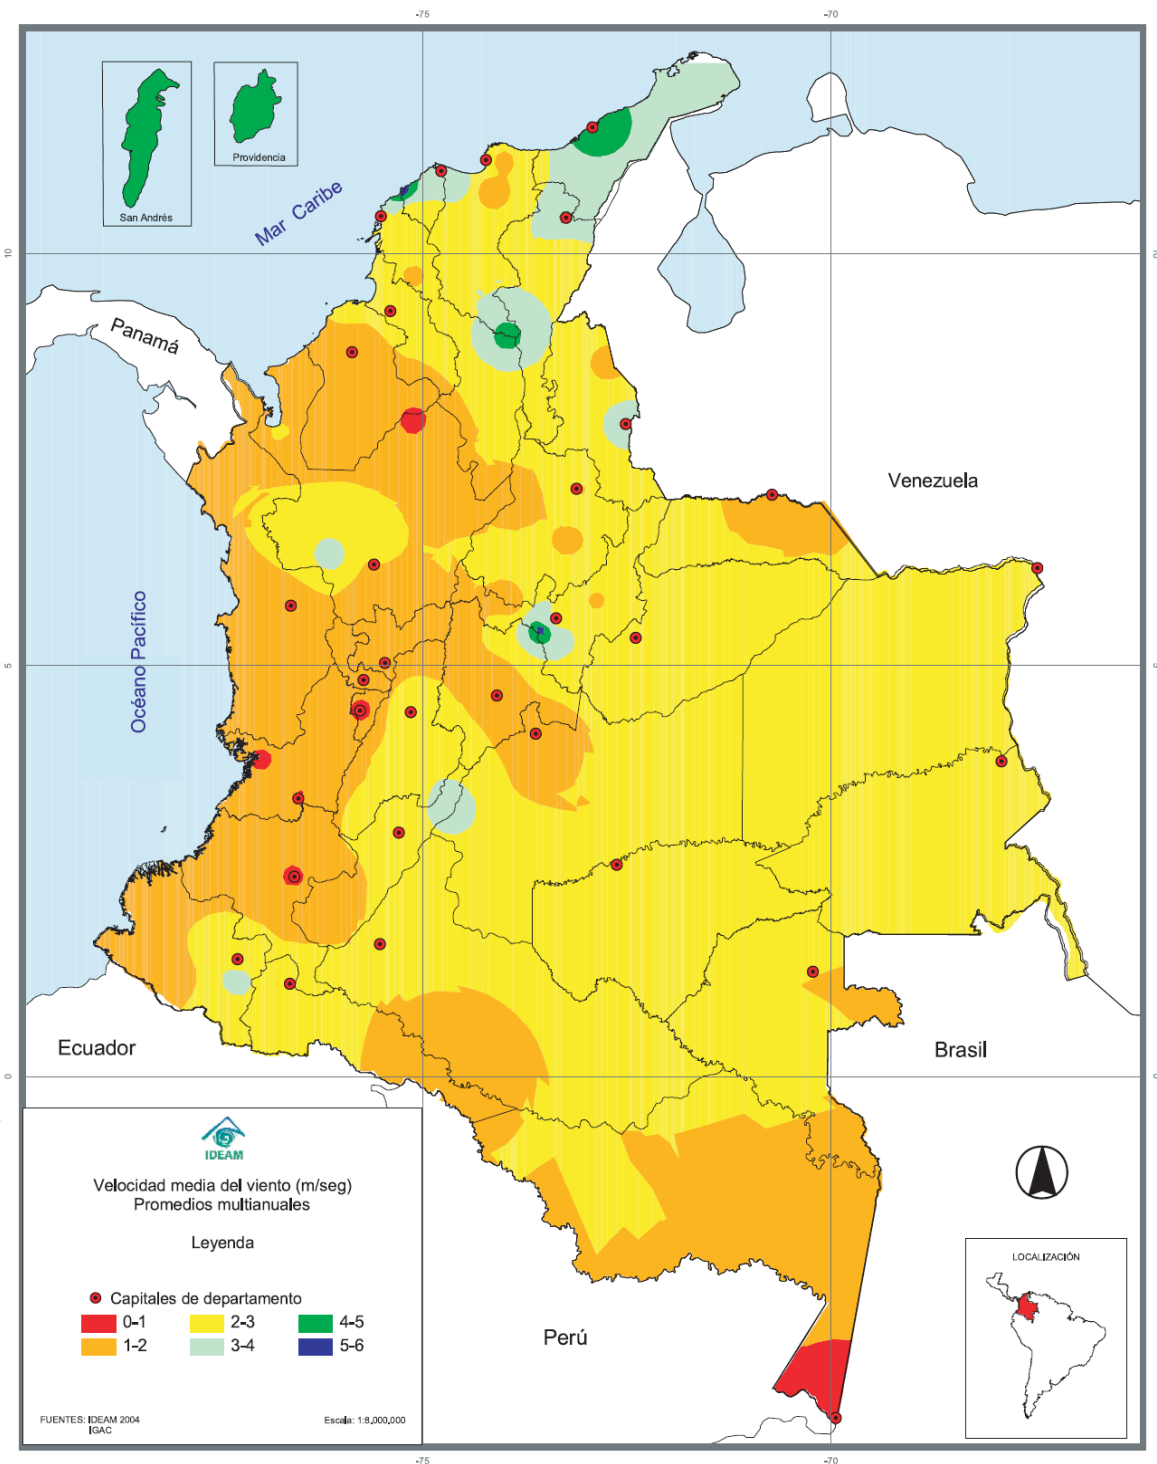 -75
-70
Providencia
San Andrés
Mar Caribe
10
Panamá
Venezuela
Océano Pacífico
5
Ecuador
Brasil
0
IDEAM
Velocidad media del viento (m/seg)
Promedios multianuales
Leyenda
Capitales de departamento
0-1
2-3
4-5
1-2
3-4
5-6
FUENTES: IDEAM 2004
IGAC
Escala: 1:8,000,000
Perú
LOCALIZACIÓN
-75
-70